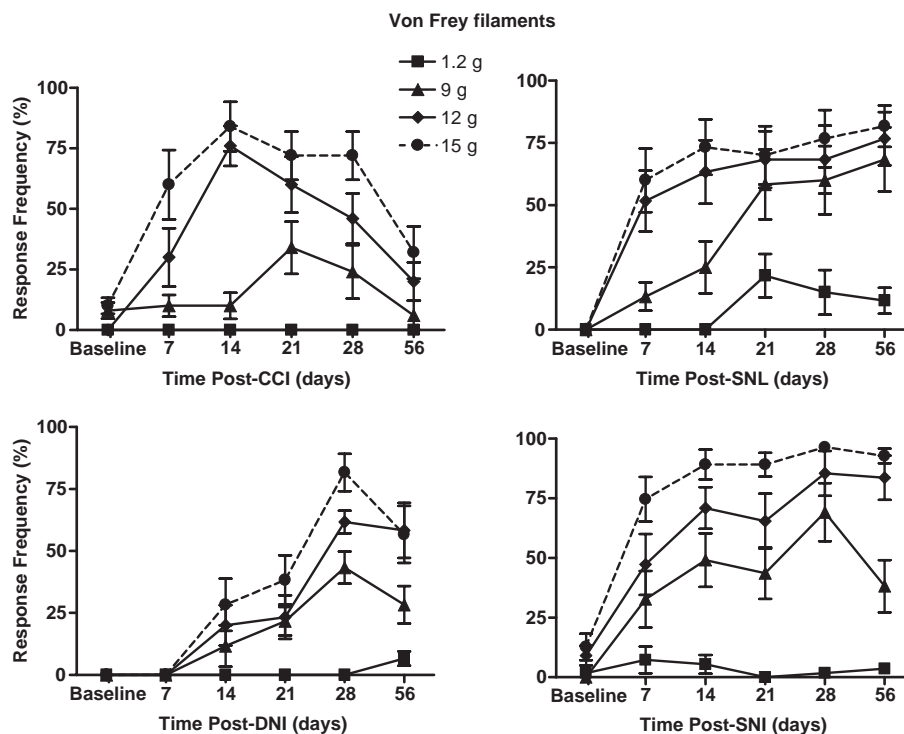 Von Frey filaments
1.2 g
9 g
12 g
15 g
Response Frequency (%)
100
75
50
25
0
Baseline 7 14 21 28 56
Time Post-CCI (days)
100
75
50
25
0
Baseline 7 14 21 28 56
Time Post-SNL (days)
Response Frequency (%)
100
75
50
25
0
Baseline 7 14 21 28 56
Time Post-DNI (days)
100
75
50
25
0
Baseline 7 14 21 28 56
Time Post-SNI (days)